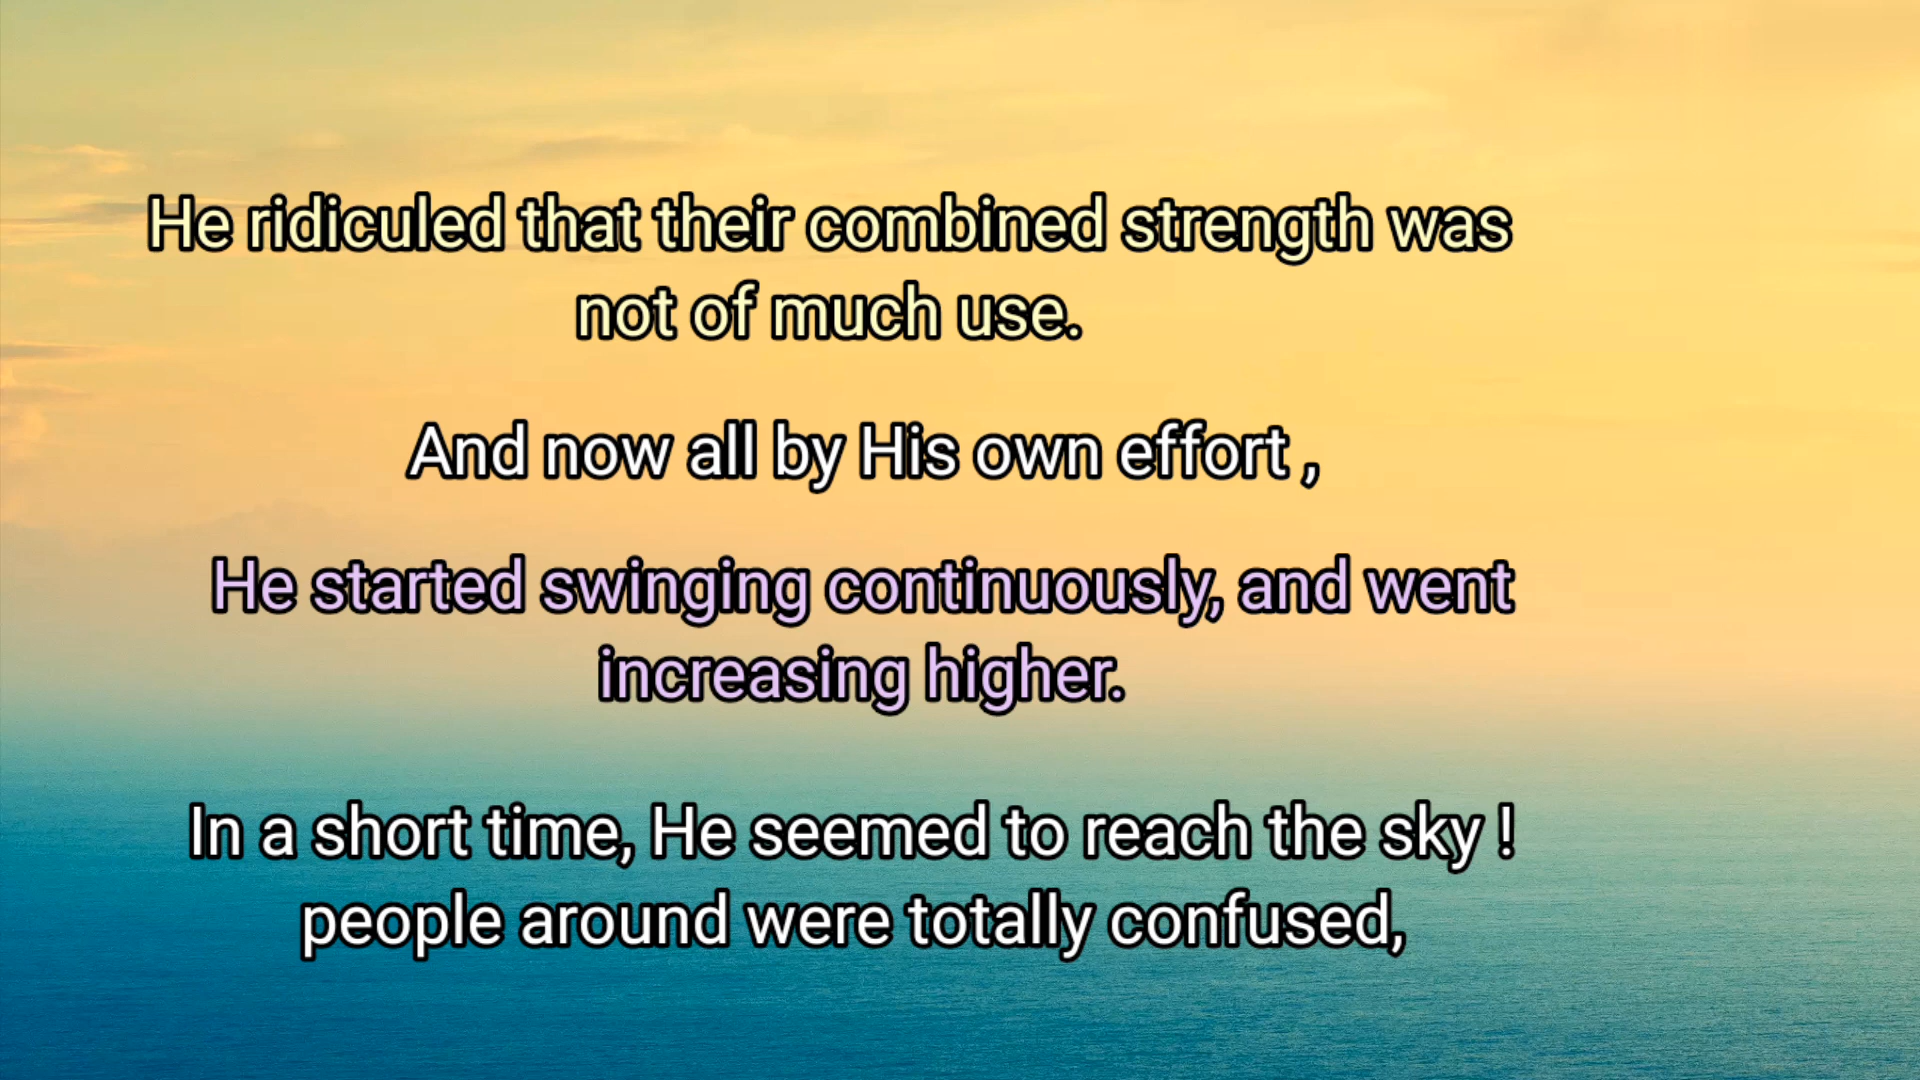 He ridiculed that their combined strength was
not of much use.
And now all by His own effort ,
He started swinging continuously, and went
increasing higher.
In a short time, He seemed to reach the sky !
people around were totally confused,